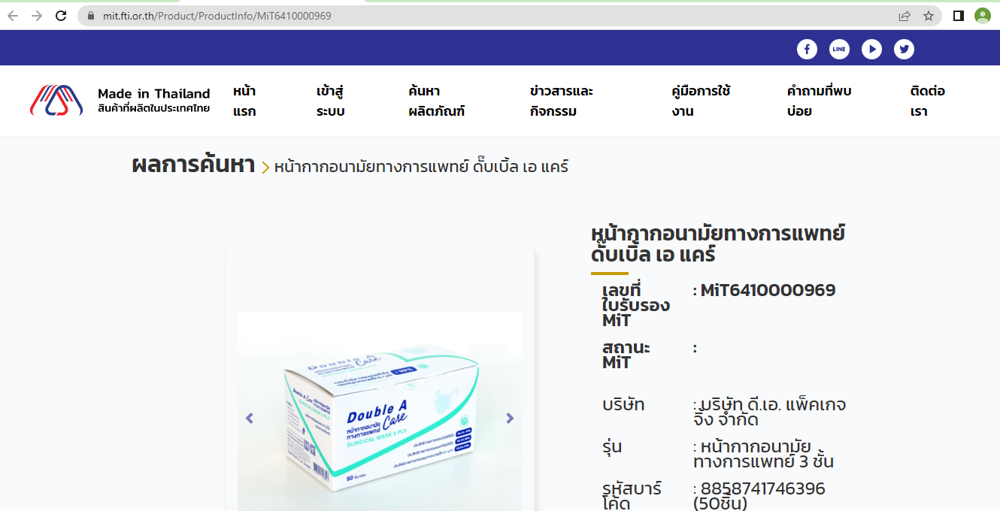 mit.fti.or.th/Product/ProductInfo/MiT6410000969
LINE
Made in Thailand
สินค้าที่ผลิตในประเทศไทย
หน้า
แรก
เข้าสู่
ระบบ
ค้นหา
ผลิตภัณฑ์
ข่าวสารและ
กิจกรรม
คู่มือการใช้
งาน
คำถามที่พบ
บ่อย
ติดต่อ
เรา
ผลการค้นหา หน้ากากอนามัยทางการแพทย์ ดั๊บเบิ้ล เอ แคร์
หน้ากากอนามัยทางการแพทย์
ดั๊บเบิ้ล เอ แคร์
เลขที่
ใบรับรอง
MiT
: MiT6410000969
สถานะ
MiT
:
บริษัท
: บริษัท ดี.เอ. แพ็คเกจ
จิ้ง จำกัด
รุ่น
: หน้ากากอนามัย
ทางการแพทย์ 3 ชั้น
รหัสบาร์
โค้ด
: 8858741746396
(50ชิ้น)
Double A
Care
Double A
Care
หน้ากากอนามัย
ทางการแพทย์
SURGICAL MASK 3 PLY
50